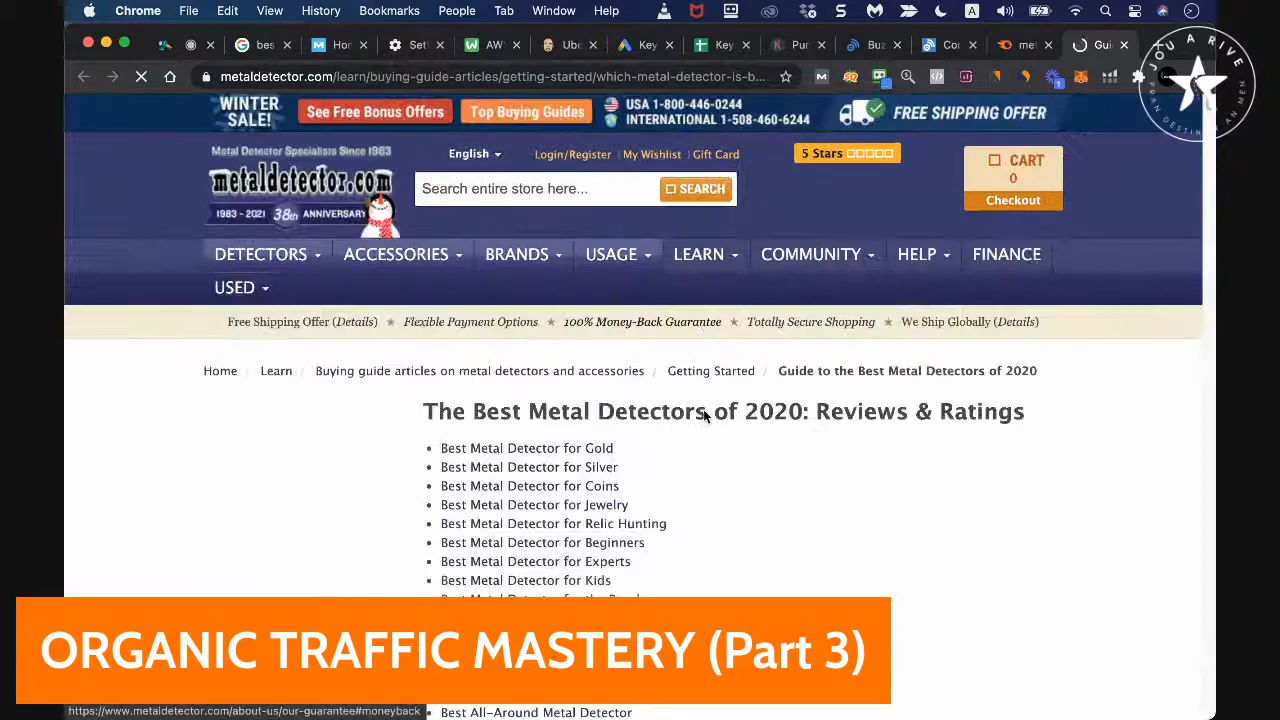 Chrome File Edit View History Bookmarks People Tab Window Help
bes Hor Set AW Ube Key Key Pur Buz Co met Gui
metaldetector.com/learn/buying-guide-articles/getting-started/which-metal-detector-is-b...
YOU ARIVE
WINTER
SALE!
See Free Bonus Offers
Top Buying Guides
USA 1-800-446-0244
INTERNATIONAL 1-508-460-6244
FREE SHIPPING OFFER
Metal Detector Specialists Since 1983
metaldetector.com
1983 - 2021 38th ANNIVERSARY
English
Login/Register | My Wishlist | Gift Card
5 Stars
Search entire store here...
SEARCH
CART
0
Checkout
DETECTORS ACCESSORIES BRANDS USAGE LEARN COMMUNITY HELP FINANCE
USED
Free Shipping Offer (Details) ★ Flexible Payment Options ★ 100% Money-Back Guarantee ★ Totally Secure Shopping ★ We Ship Globally (Details)
Home / Learn / Buying guide articles on metal detectors and accessories / Getting Started / Guide to the Best Metal Detectors of 2020
The Best Metal Detectors of 2020: Reviews & Ratings
Best Metal Detector for Gold
Best Metal Detector for Silver
Best Metal Detector for Coins
Best Metal Detector for Jewelry
Best Metal Detector for Relic Hunting
Best Metal Detector for Beginners
Best Metal Detector for Experts
Best Metal Detector for Kids
ORGANIC TRAFFIC MASTERY (Part 3)
https://www.metaldetector.com/about-us/our-guarantee#moneyback
Best All-Around Metal Detector